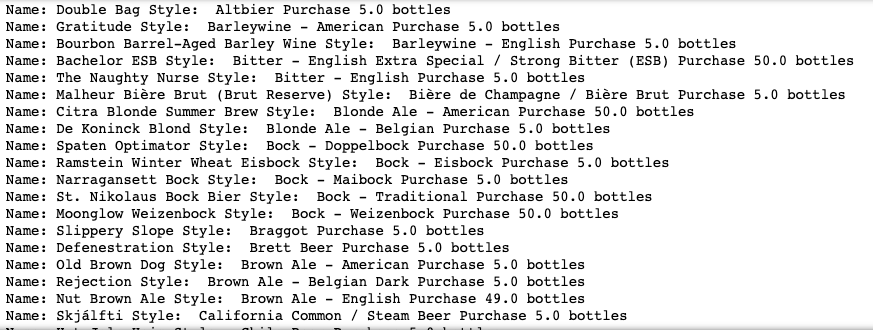 Name: Double Bag Style:  Altbier Purchase 5.0 bottles
Name: Gratitude Style:  Barleywine - American Purchase 5.0 bottles
Name: Bourbon Barrel-Aged Barley Wine Style:  Barleywine - English Purchase 5.0 bottles
Name: Bachelor ESB Style:  Bitter - English Extra Special / Strong Bitter (ESB) Purchase 50.0 bottles
Name: The Naughty Nurse Style:  Bitter - English Purchase 5.0 bottles
Name: Malheur Bière Brut (Brut Reserve) Style:  Bière de Champagne / Bière Brut Purchase 5.0 bottles
Name: Citra Blonde Summer Brew Style:  Blonde Ale - American Purchase 50.0 bottles
Name: De Koninck Blond Style:  Blonde Ale - Belgian Purchase 5.0 bottles
Name: Spaten Optimator Style:  Bock - Doppelbock Purchase 50.0 bottles
Name: Ramstein Winter Wheat Eisbock Style:  Bock - Eisbock Purchase 5.0 bottles
Name: Narragansett Bock Style:  Bock - Maibock Purchase 5.0 bottles
Name: St. Nikolaus Bock Bier Style:  Bock - Traditional Purchase 50.0 bottles
Name: Moonglow Weizenbock Style:  Bock - Weizenbock Purchase 50.0 bottles
Name: Slippery Slope Style:  Braggot Purchase 5.0 bottles
Name: Defenestration Style:  Brett Beer Purchase 5.0 bottles
Name: Old Brown Dog Style:  Brown Ale - American Purchase 5.0 bottles
Name: Rejection Style:  Brown Ale - Belgian Dark Purchase 5.0 bottles
Name: Nut Brown Ale Style:  Brown Ale - English Purchase 49.0 bottles
Name: Skjálfti Style:  California Common / Steam Beer Purchase 5.0 bottles